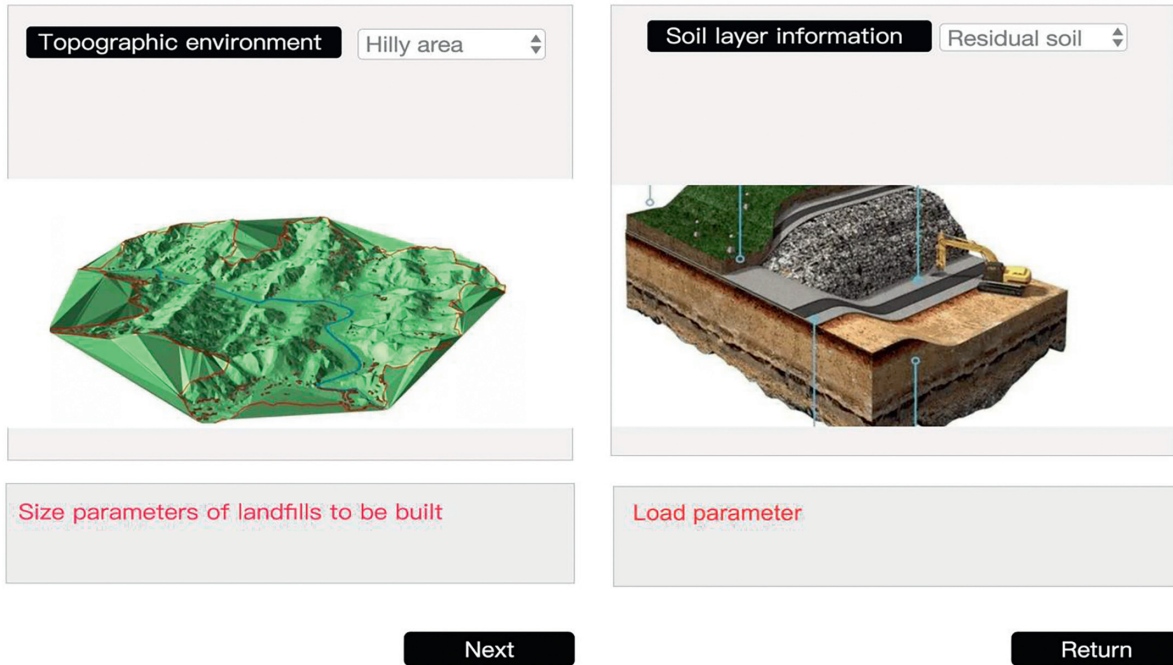 Topographic environment
Hilly area
Soil layer information
Residual soil
Size parameters of landfills to be built
Load parameter
Next
Return